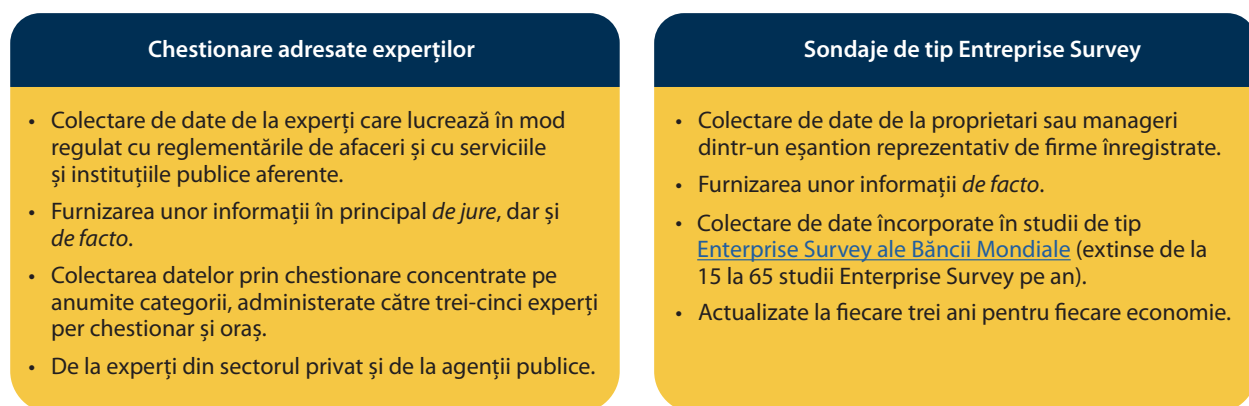 Chestionare adresate experților
• Colectare de date de la experți care lucrează în mod
regulat cu reglementările de afaceri și cu serviciile
și instituțiile publice aferente.
• Furnizarea unor informații în principal de jure, dar și
de facto.
• Colectarea datelor prin chestionare concentrate pe
anumite categorii, administerate către trei-cinci experți
per chestionar și oraș.
• De la experți din sectorul privat și de la agenții publice.
Sondaje de tip Entreprise Survey
• Colectare de date de la proprietari sau manageri
dintr-un eșantion reprezentativ de firme înregistrate.
• Furnizarea unor informații de facto.
• Colectare de date încorporate în studii de tip
Enterprise Survey ale Băncii Mondiale (extinse de la
15 la 65 studii Enterprise Survey pe an).
• Actualizate la fiecare trei ani pentru fiecare economie.